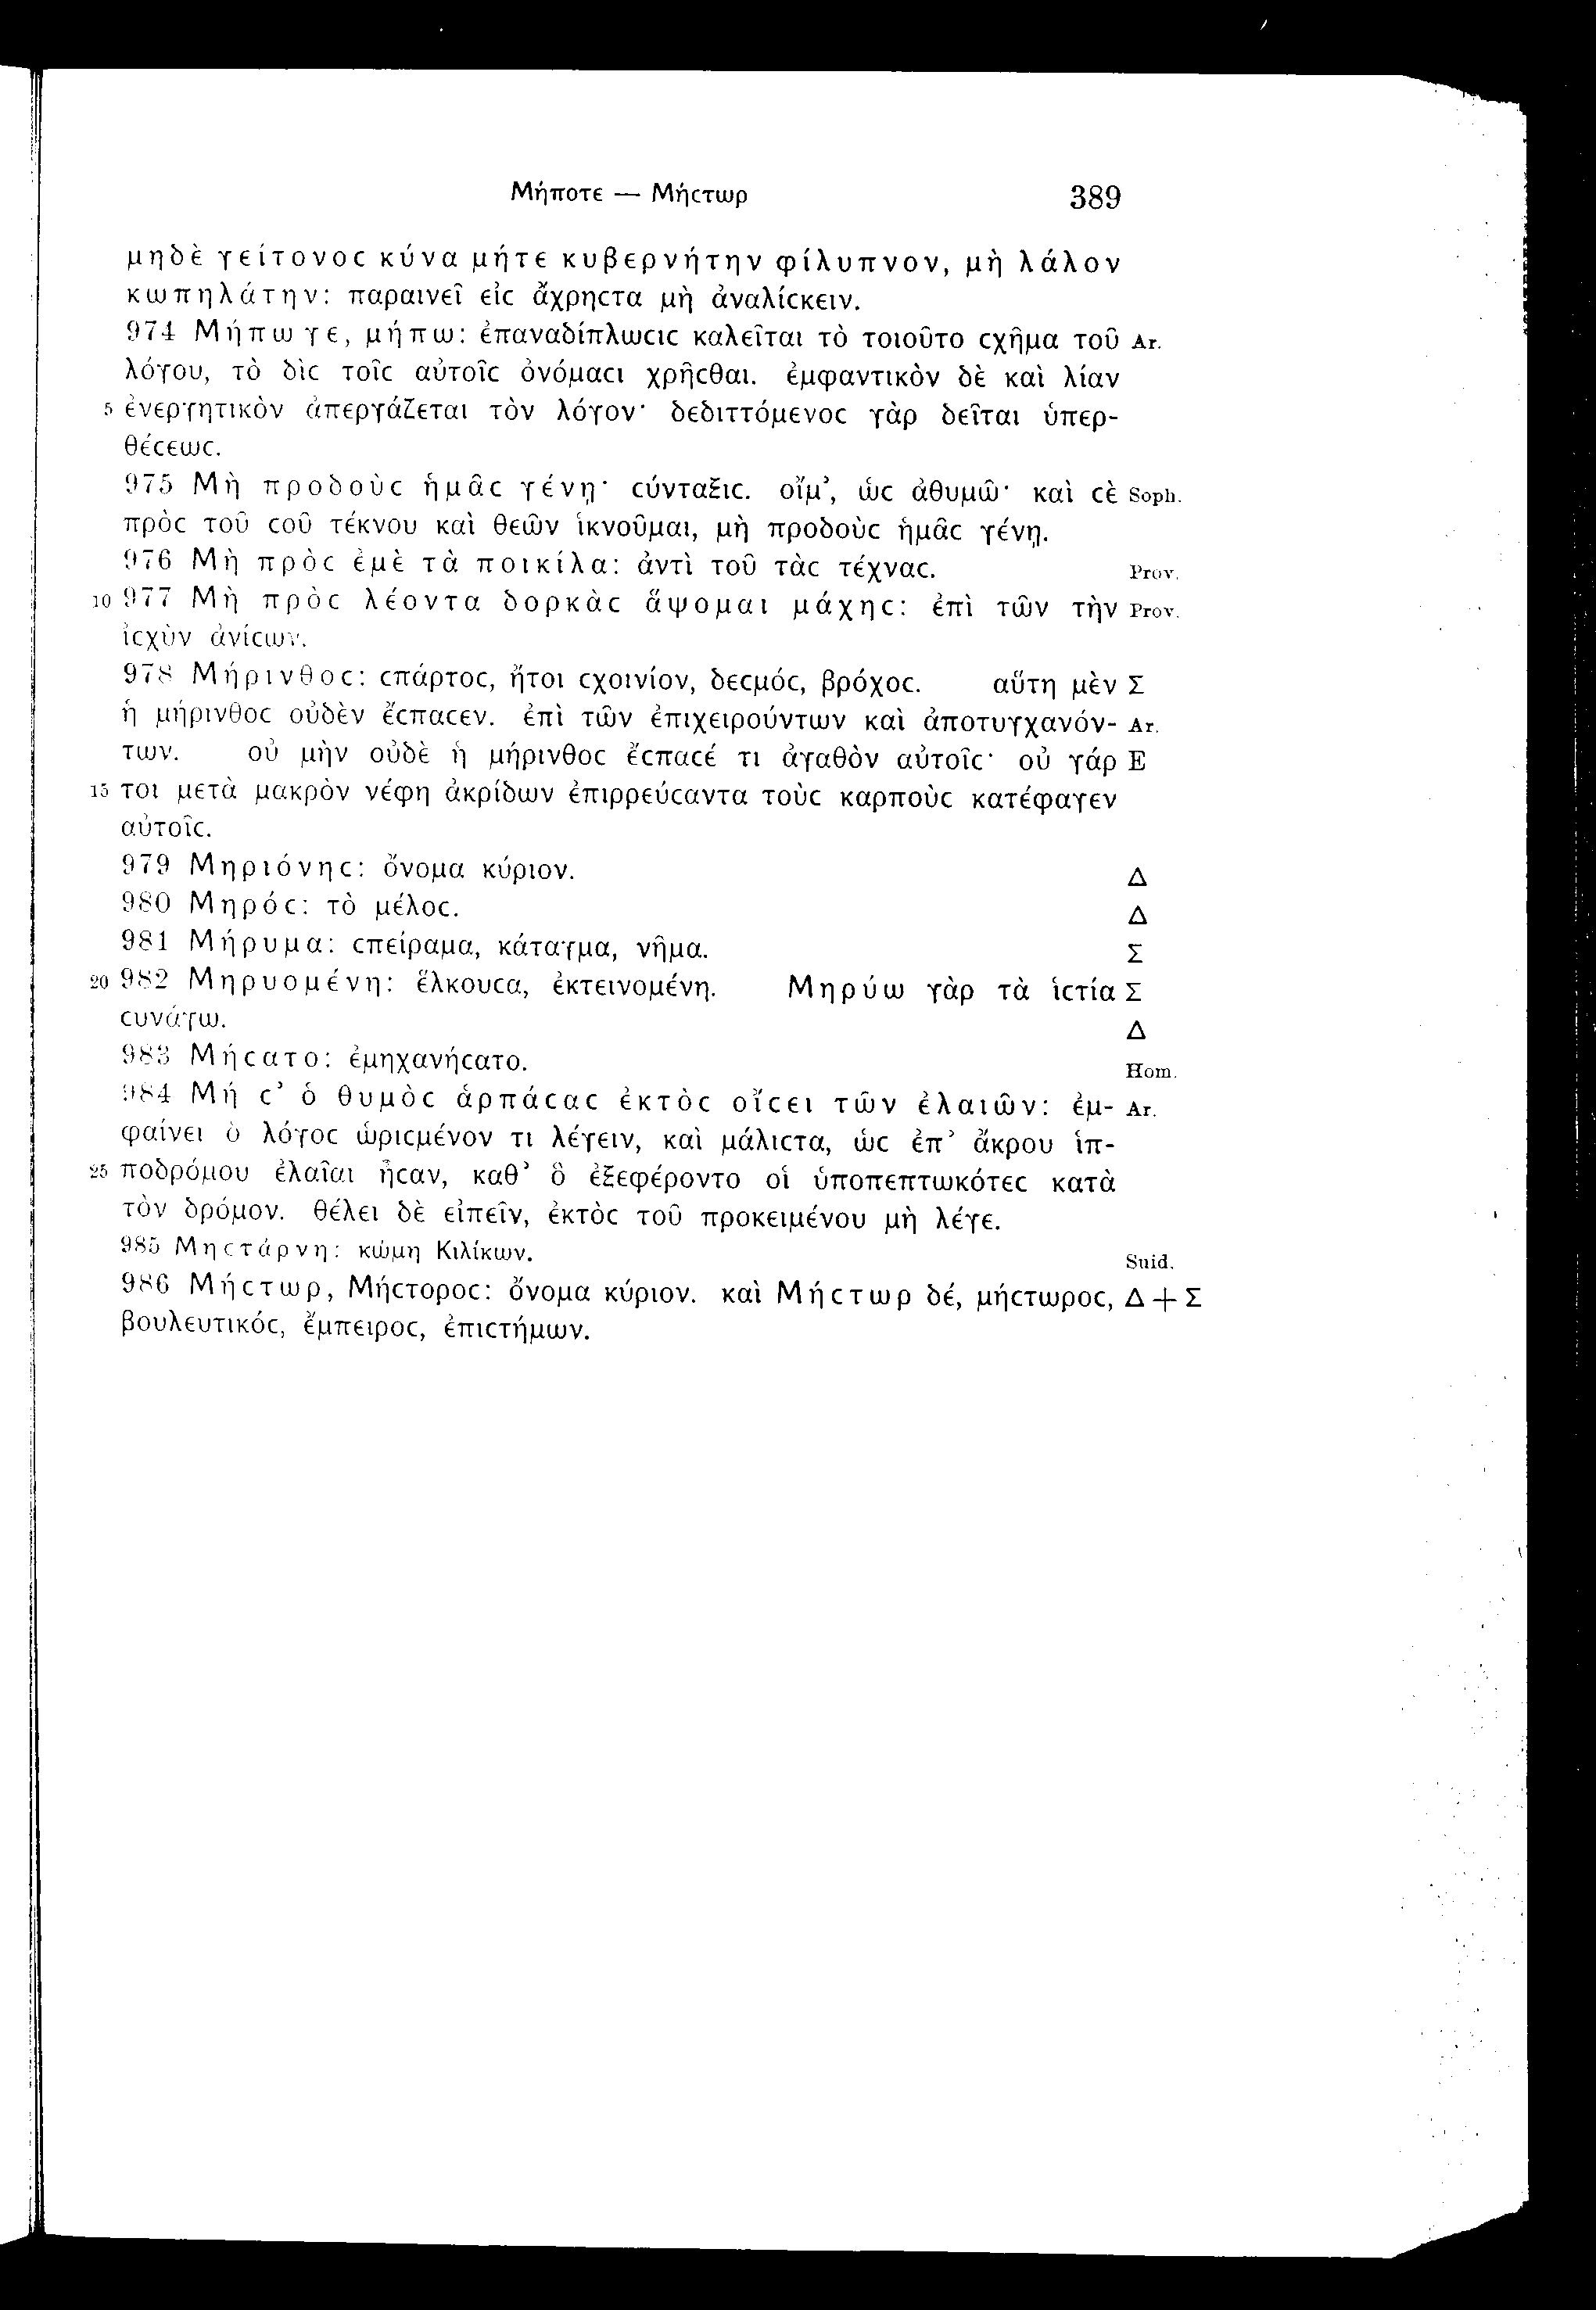 Μήποτε — Μήϲτωρ 389
μηδὲ γείτονοϲ κύνα μήτε κυβερνήτην φίλυπνον, μὴ λάλον
κωπηλάτην: παραινεῖ εἰϲ ἄχρηϲτα μὴ ἀναλίϲκειν.
974 Μήπω γε, μήπω: ἐπαναδίπλωϲιϲ καλεῖται τὸ τοιοῦτο ϲχῆμα τοῦ Ar.
λόγου, τὸ δὶϲ τοῖϲ αὐτοῖϲ ὀνόμαϲι χρῆϲθαι. ἐμφαντικὸν δὲ καὶ λίαν
5 ἐνεργητικὸν ἀπεργάζεται τὸν λόγον· δεδιττόμενοϲ γὰρ δεῖται ὑπερ-
θέϲεωϲ.
975 Μὴ προδοὺϲ ἡμᾶϲ γένῃ· ϲύνταξιϲ. οἴμ’, ὡϲ ἀθυμῶ· καὶ ϲὲ Soph.
πρὸϲ τοῦ ϲοῦ τέκνου καὶ θεῶν ἱκνοῦμαι, μὴ προδοὺϲ ἡμᾶϲ γένῃ.
976 Μὴ πρὸϲ ἐμὲ τὰ ποικίλα: ἀντὶ τοῦ τὰϲ τέχναϲ. Prov.
10 977 Μὴ πρὸϲ λέοντα δορκὰϲ ἅψομαι μάχηϲ: ἐπὶ τῶν τὴν Prov.
ἰϲχὺν ἀνίϲων.
978 Μήρινθοϲ: ϲπάρτοϲ, ἤτοι ϲχοινίον, δεϲμόϲ, βρόχοϲ. αὕτη μὲν Σ
ἡ μήρινθοϲ οὐδὲν ἔϲπαϲεν. ἐπὶ τῶν ἐπιχειρούντων καὶ ἀποτυγχανόν- Ar.
των. οὐ μὴν οὐδὲ ἡ μήρινθοϲ ἔϲπαϲέ τι ἀγαθὸν αὐτοῖϲ· οὐ γάρ E
15 τοι μετὰ μακρὸν νέφη ἀκρίδων ἐπιρρεύϲαντα τοὺϲ καρποὺϲ κατέφαγεν
αὐτοῖϲ.
979 Μηριόνηϲ: ὄνομα κύριον. Δ
980 Μηρόϲ: τὸ μέλοϲ. Δ
981 Μήρυμα: ϲπείραμα, κάταγμα, νῆμα. Σ
20 982 Μηρυομένη: ἕλκουϲα, ἐκτεινομένη. Μηρύω γὰρ τὰ ἱϲτία Σ
ϲυνάγω. Δ
983 Μήϲατο: ἐμηχανήϲατο. Hom.
984 Μή ϲ’ ὁ θυμὸϲ ἁρπάϲαϲ ἐκτὸϲ οἴϲει τῶν ἐλαιῶν: ἐμ- Ar.
φαίνει ὁ λόγοϲ ὡριϲμένον τι λέγειν, καὶ μάλιϲτα, ὡϲ ἐπ’ ἄκρου ἱπ-
25 ποδρόμου ἐλαῖαι ἦϲαν, καθ’ ὃ ἐξεφέροντο οἱ ὑποπεπτωκότεϲ κατὰ
τὸν δρόμον. θέλει δὲ εἰπεῖν, ἐκτὸϲ τοῦ προκειμένου μὴ λέγε.
985 Μηϲτάρνη: κώμη Κιλίκων. Suid.
986 Μήϲτωρ, Μήϲτοροϲ: ὄνομα κύριον. καὶ Μήϲτωρ δέ, μήϲτωροϲ, Δ + Σ
βουλευτικόϲ, ἔμπειροϲ, ἐπιϲτήμων.